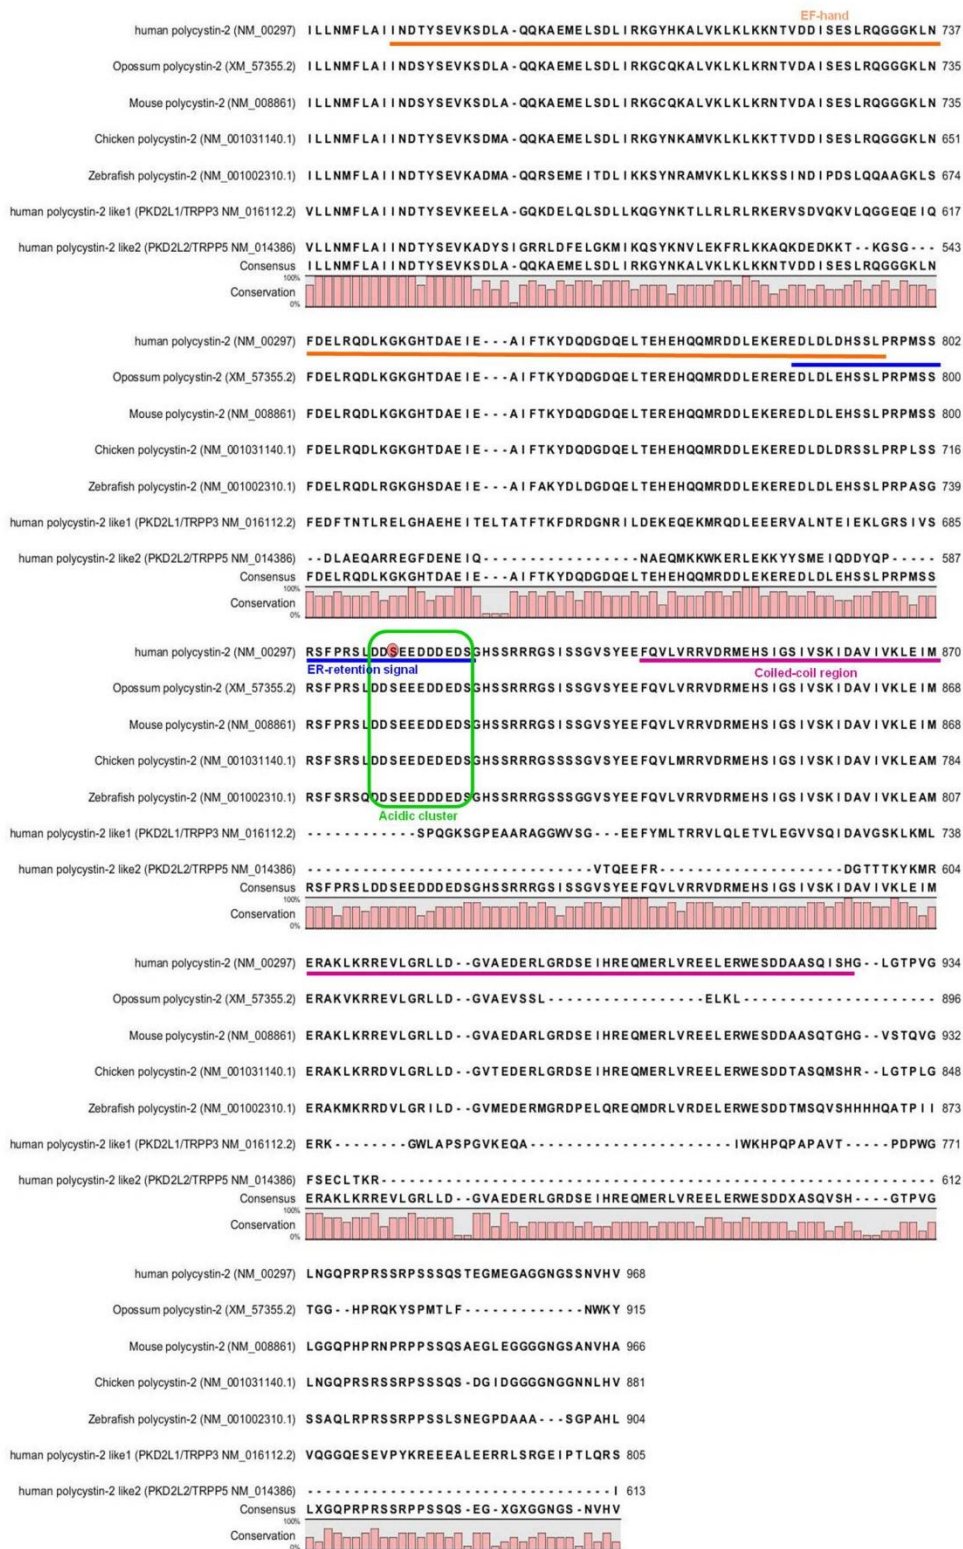 EF-hand
human polycystin-2 (NM_00297) ILLNMFLAIINDTYSEVKSDLA-QQKAEMELSDLIRKGYHKALVKLKLKKNTVDDISESLRQGGGKLN 737
Opossum polycystin-2 (XM_57355.2) ILLNMFLAIINDSYSEVKSDLA-QQKAEMELSDLIRKGCQKALVKLKLKRNTVDAISESLRQGGGKLN 735
Mouse polycystin-2 (NM_008861) ILLNMFLAIINDSYSEVKSDLA-QQKAEMELSDLIRKGCQKALVKLKLKRNTVDAISESLRQGGGKLN 735
Chicken polycystin-2 (NM_001031140.1) ILLNMFLAIINDTYSEVKSDMA-QQKAEMELSDLIRKGYNKAMVKLKLKKTTVDDISESLRQGGGKLN 651
Zebrafish polycystin-2 (NM_001002310.1) ILLNMFLAIINDTYSEVKADMA-QQRSEMEITDLIKKSYNRAMVKLKLKKSSINDIPDSLQQAAGKLS 674
human polycystin-2 like1 (PKD2L1/TRPP3 NM_016112.2) VLLNMFLAIINDTYSEVKEELA-GQKDELQLSDLLKQGYNKTLLRLRLRKERVSDVQKVLQGGEQEIQ 617
human polycystin-2 like2 (PKD2L2/TRPP5 NM_014386) VLLNMFLAIINDTYSEVKADYSIGRRLDFELGKMIKQSYKNVLEKFRLKKAQKDEDKKT--KGSG--- 543
Consensus ILLNMFLAIINDTYSEVKSDLA-QQKAEMELSDLIRKGYNKALVKLKLKKNTVDDISESLRQGGGKLN
100%
Conservation
0%
human polycystin-2 (NM_00297) FDELRQDLKGKGHTDAEIE---AIFTKYDQDGDQELTEHEHQQMRDDLEKEREDLDLDHSSLPRPMSS 802
Opossum polycystin-2 (XM_57355.2) FDELRQDLKGKGHTDAEIE---AIFTKYDQDGDQELTEREHQQMRDDLEREREDLDLEHSSLPRPMSS 800
Mouse polycystin-2 (NM_008861) FDELRQDLKGKGHTDAEIE---AIFTKYDQDGDQELTEREHQQMRDDLEKEREDLDLEHSSLPRPMSS 800
Chicken polycystin-2 (NM_001031140.1) FDELRQDLKGKGHTDAEIE---AIFTKYDQDGDQELTEHEHQQMRDDLEKEREDLDLDRSSLPRPLSS 716
Zebrafish polycystin-2 (NM_001002310.1) FDELRQDLRGKGHSDAEIE---AIFAKYDLDGDQELTEHEHQQMRDDLEKEREDLDLEHSSLPRPASG 739
human polycystin-2 like1 (PKD2L1/TRPP3 NM_016112.2) FEDFTNTLRELGHAEHEITELTATFTKFDRDGNRILDEKEQEKMRQDLEEERVALNTEIEKLGRSIVS 685
human polycystin-2 like2 (PKD2L2/TRPP5 NM_014386) --DLAEQARREGFDENEIQ-----------------NAEQMKKWKERLEKKYYSMEIQDDYQP----- 587
Consensus FDELRQDLKGKGHTDAEIE---AIFTKYDQDGDQELTEHEHQQMRDDLEKEREDLDLEHSSLPRPMSS
100%
Conservation
0%
human polycystin-2 (NM_00297) RSFPRSLDDSEEDDDEDSGHSSRRRGSISSGVSYEEFQVLVRRVDRMEHSIGSIVSKIDAVIVKLEIM 870
ER-retention signal Coiled-coil region
Opossum polycystin-2 (XM_57355.2) RSFPRSLDDSEEEDDEDSGHSSRRRGSISSGVSYEEFQVLVRRVDRMEHSIGSIVSKIDAVIVKLEIM 868
Mouse polycystin-2 (NM_008861) RSFPRSLDDSEEEDDEDSGHSSRRRGSISSGVSYEEFQVLVRRVDRMEHSIGSIVSKIDAVIVKLEIM 868
Chicken polycystin-2 (NM_001031140.1) RSFSRSLDDSEEDEDEDSGHSSRRRGSSSSGVSYEEFQVLMRRVDRMEHSIGSIVSKIDAVIVKLEAM 784
Zebrafish polycystin-2 (NM_001002310.1) RSFSRSQDDSEEDDDEDSGHSSRRRGSSSGGVSYEEFQVLVRRVDRMEHSIGSIVSKIDAVIVKLEAM 807
Acidic cluster
human polycystin-2 like1 (PKD2L1/TRPP3 NM_016112.2) ------------SPQGKSGPEAARAGGWVSG---EEFYMLTRRVLQLETVLEGVVSQIDAVGSKLKML 738
human polycystin-2 like2 (PKD2L2/TRPP5 NM_014386) -------------------------------VTQEEFR--------------------DGTTTKYKMR 604
Consensus RSFPRSLDDSEEDDDEDSGHSSRRRGSISSGVSYEEFQVLVRRVDRMEHSIGSIVSKIDAVIVKLEIM
100%
Conservation
0%
human polycystin-2 (NM_00297) ERAKLKRREVLGRLLD--GVAEDERLGRDSEIHREQMERLVREELERWESDDAASQISHG--LGTPVG 934
Opossum polycystin-2 (XM_57355.2) ERAKVKRREVLGRLLD--GVAEVSSL-----------------ELKL--------------------- 896
Mouse polycystin-2 (NM_008861) ERAKLKRREVLGRLLD--GVAEDARLGRDSEIHREQMERLVREELERWESDDAASQTGHG--VSTQVG 932
Chicken polycystin-2 (NM_001031140.1) ERAKLKRRDVLGRLLD--GVTEDERLGRDSEIHREQMERLVREELERWESDDTASQMSHR--LGTPLG 848
Zebrafish polycystin-2 (NM_001002310.1) ERAKMKRRDVLGRILD--GVMEDERMGRDPELQREQMDRLVRDELERWESDDTMSQVSHHHHQATPII 873
human polycystin-2 like1 (PKD2L1/TRPP3 NM_016112.2) ERK--------GWLAPSPGVKEQA----------------------IWKHPQPAPAVT-----PDPWG 771
human polycystin-2 like2 (PKD2L2/TRPP5 NM_014386) FSECLTKR------------------------------------------------------------ 612
Consensus ERAKLKRREVLGRLLD--GVAEDERLGRDSEIHREQMERLVREELERWESDDXASQVSH----GTPVG
100%
Conservation
0%
human polycystin-2 (NM_00297) LNGQPRPRSSRPSSSQSTEGMEGAGGNGSSNVHV 968
Opossum polycystin-2 (XM_57355.2) TGG--HPRQKYSPMTLF-------------NWKY 915
Mouse polycystin-2 (NM_008861) LGGQPHPRNPRPPSSQSAEGLEGGGGNGSANVHA 966
Chicken polycystin-2 (NM_001031140.1) LNGQPRSRSSRPSSSQS-DGIDGGGGNGGNNLHV 881
Zebrafish polycystin-2 (NM_001002310.1) SSAQLRPRSSRPPSSLSNEGPDAAA---SGPAHL 904
human polycystin-2 like1 (PKD2L1/TRPP3 NM_016112.2) VQGGQESEVPYKREEEALEERRLSRGEIPTLQRS 805
human polycystin-2 like2 (PKD2L2/TRPP5 NM_014386) ---------------------------------I 613
Consensus LXGQPRPRSSRPPSSQS-EG-XGXGGNGS-NVHV
100%
Conservation
0%